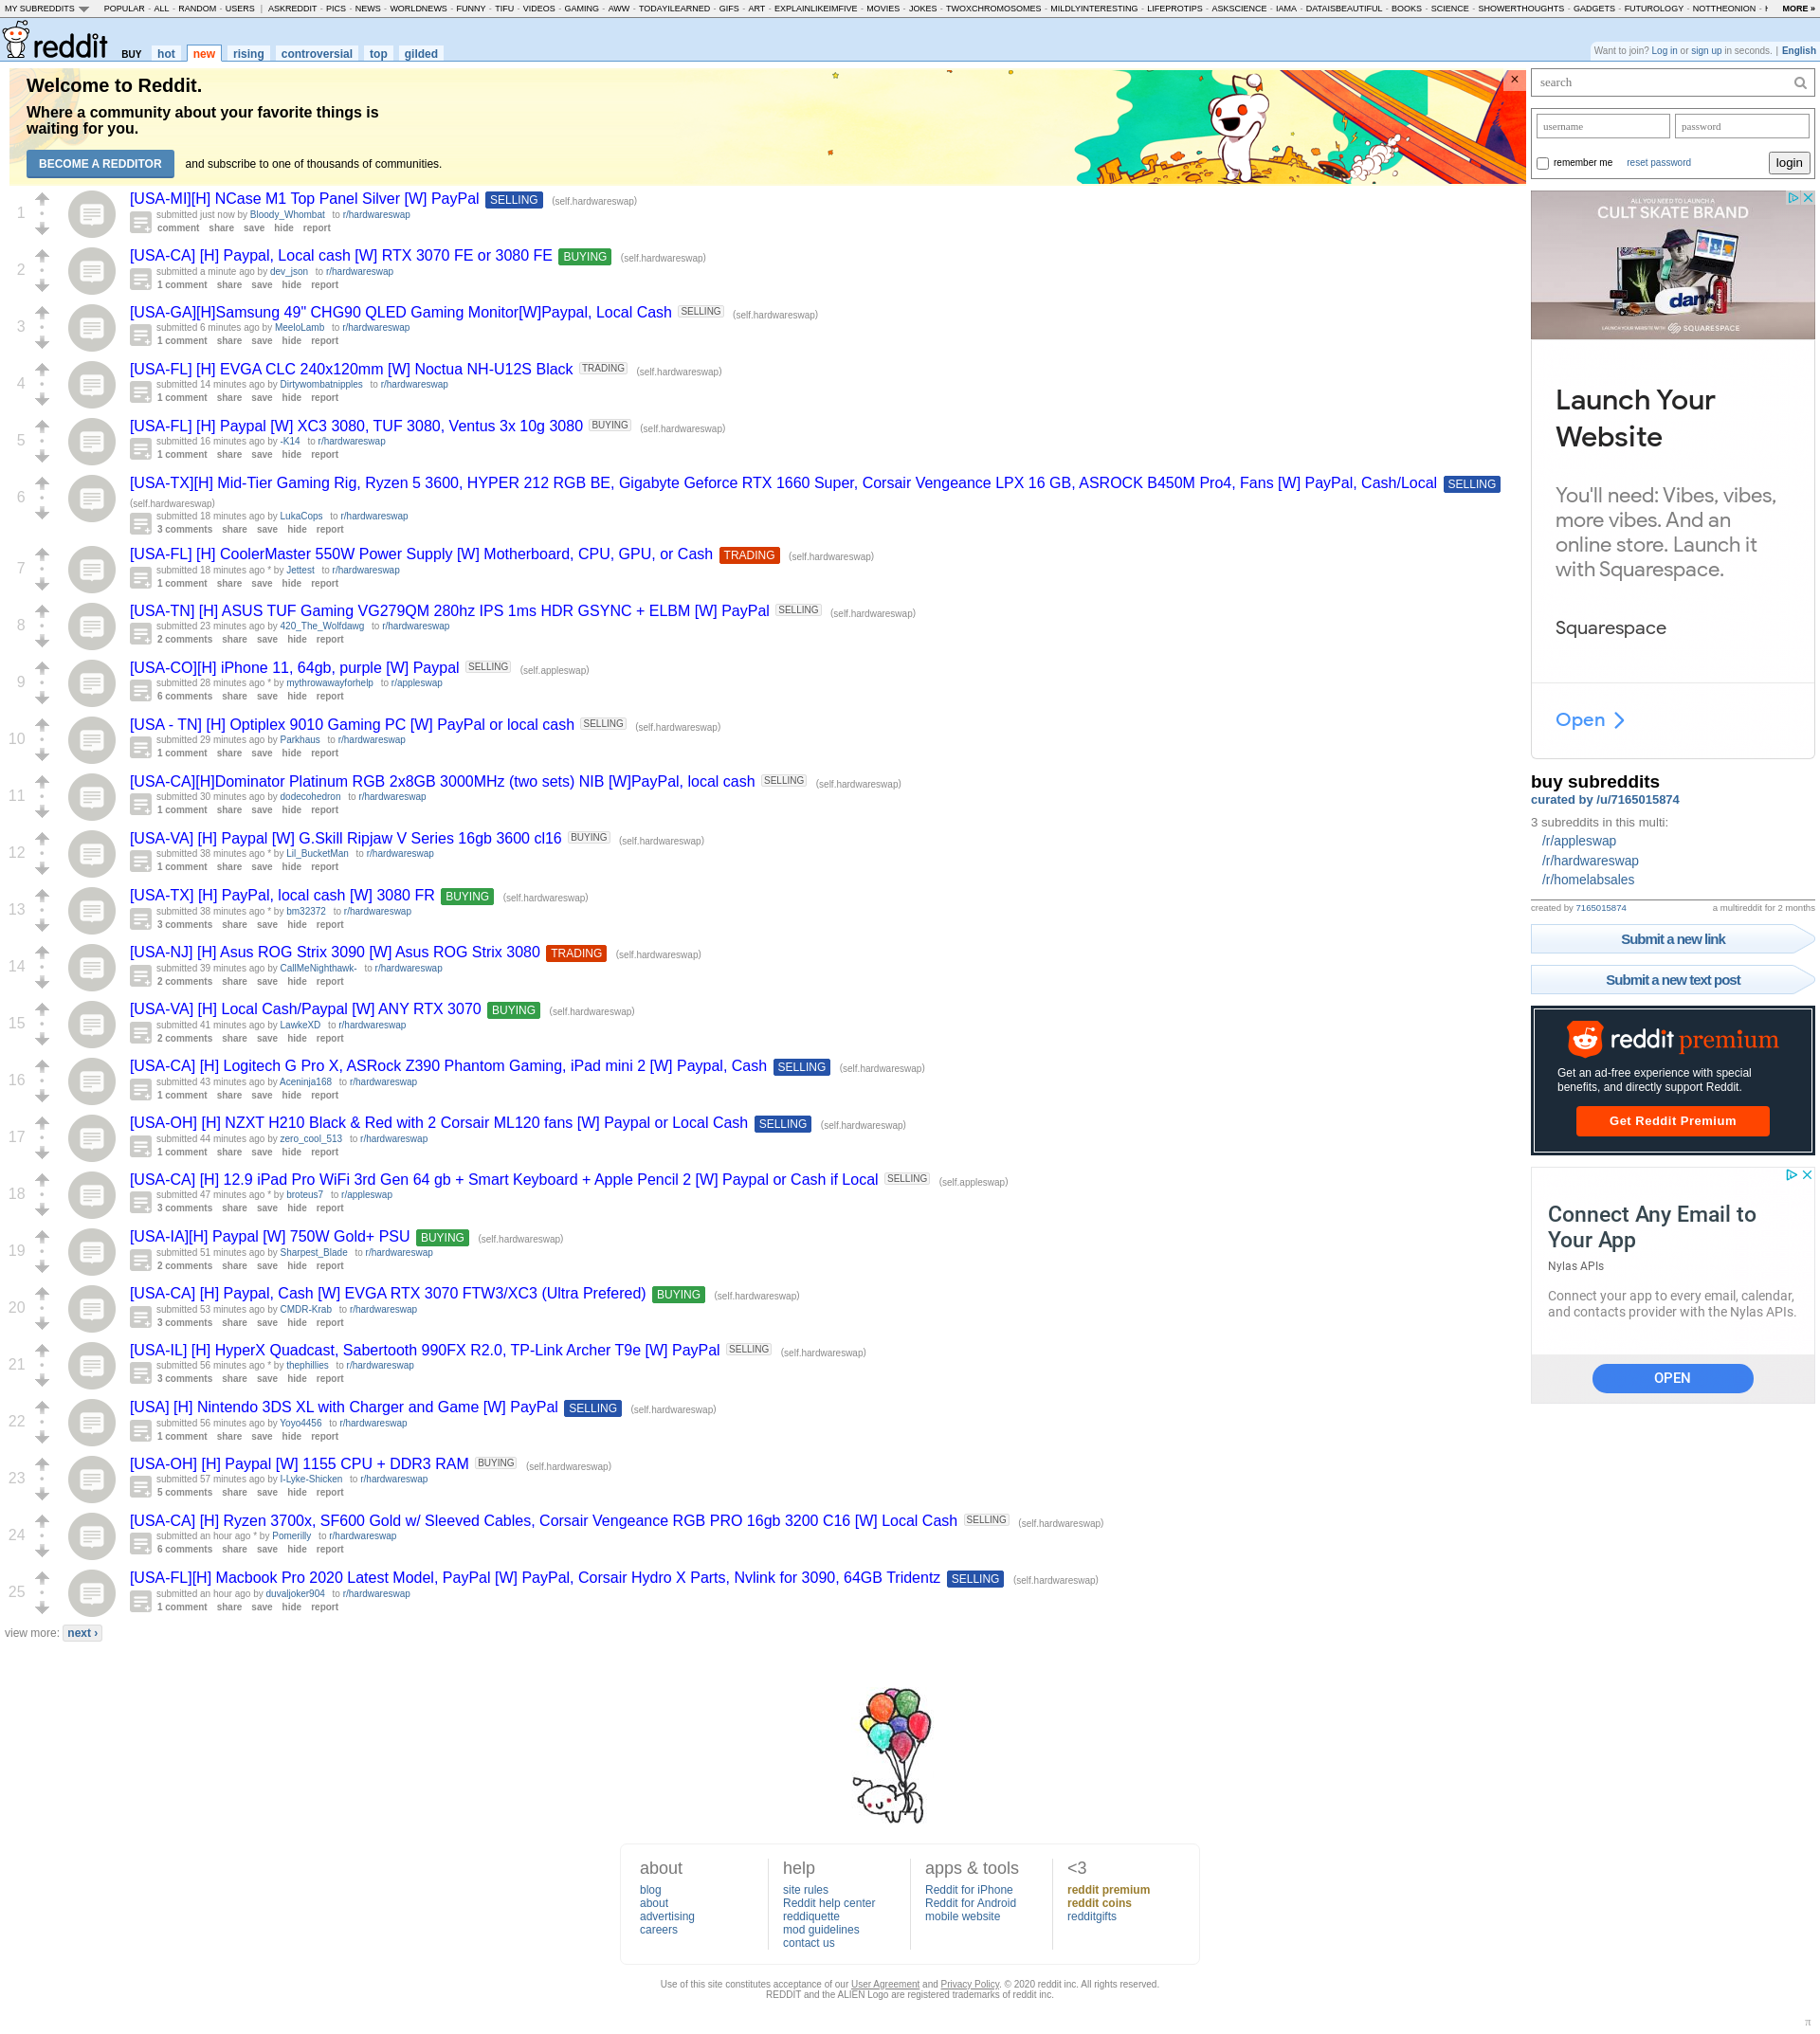 MY SUBREDDITS POPULAR - ALL - RANDOM - USERS | ASKREDDIT - PICS - NEWS - WORLDNEWS - FUNNY - TIFU - VIDEOS - GAMING - AWW - TODAYILEARNED - GIFS - ART - EXPLAINLIKEIMFIVE - MOVIES - JOKES - TWOXCHROMOSOMES - MILDLYINTERESTING - LIFEPROTIPS - ASKSCIENCE - IAMA - DATAISBEAUTIFUL - BOOKS - SCIENCE - SHOWERTHOUGHTS - GADGETS - FUTUROLOGY - NOTTHEONION - MORE »
reddit BUY hot new rising controversial top gilded
Want to join? Log in or sign up in seconds. | English
Welcome to Reddit.
Where a community about your favorite things is
waiting for you.
BECOME A REDDITOR and subscribe to one of thousands of communities.
1 [USA-MI][H] NCase M1 Top Panel Silver [W] PayPal SELLING (self.hardwareswap)
submitted just now by Bloody_Whombat to r/hardwareswap
comment share save hide report
2 [USA-CA] [H] Paypal, Local cash [W] RTX 3070 FE or 3080 FE BUYING (self.hardwareswap)
submitted a minute ago by dev_json to r/hardwareswap
1 comment share save hide report
3 [USA-GA][H]Samsung 49" CHG90 QLED Gaming Monitor[W]Paypal, Local Cash SELLING (self.hardwareswap)
submitted 6 minutes ago by MeeloLamb to r/hardwareswap
1 comment share save hide report
4 [USA-FL] [H] EVGA CLC 240x120mm [W] Noctua NH-U12S Black TRADING (self.hardwareswap)
submitted 14 minutes ago by Dirtywombatnipples to r/hardwareswap
1 comment share save hide report
5 [USA-FL] [H] Paypal [W] XC3 3080, TUF 3080, Ventus 3x 10g 3080 BUYING (self.hardwareswap)
submitted 16 minutes ago by -K14 to r/hardwareswap
1 comment share save hide report
6 [USA-TX][H] Mid-Tier Gaming Rig, Ryzen 5 3600, HYPER 212 RGB BE, Gigabyte Geforce RTX 1660 Super, Corsair Vengeance LPX 16 GB, ASROCK B450M Pro4, Fans [W] PayPal, Cash/Local SELLING
(self.hardwareswap)
submitted 18 minutes ago by LukaCops to r/hardwareswap
3 comments share save hide report
7 [USA-FL] [H] CoolerMaster 550W Power Supply [W] Motherboard, CPU, GPU, or Cash TRADING (self.hardwareswap)
submitted 18 minutes ago * by Jettest to r/hardwareswap
1 comment share save hide report
8 [USA-TN] [H] ASUS TUF Gaming VG279QM 280hz IPS 1ms HDR GSYNC + ELBM [W] PayPal SELLING (self.hardwareswap)
submitted 23 minutes ago by 420_The_Wolfdawg to r/hardwareswap
2 comments share save hide report
9 [USA-CO][H] iPhone 11, 64gb, purple [W] Paypal SELLING (self.appleswap)
submitted 28 minutes ago * by mythrowawayforhelp to r/appleswap
6 comments share save hide report
10 [USA - TN] [H] Optiplex 9010 Gaming PC [W] PayPal or local cash SELLING (self.hardwareswap)
submitted 29 minutes ago by Parkhaus to r/hardwareswap
1 comment share save hide report
11 [USA-CA][H]Dominator Platinum RGB 2x8GB 3000MHz (two sets) NIB [W]PayPal, local cash SELLING (self.hardwareswap)
submitted 30 minutes ago by dodecohedron to r/hardwareswap
1 comment share save hide report
12 [USA-VA] [H] Paypal [W] G.Skill Ripjaw V Series 16gb 3600 cl16 BUYING (self.hardwareswap)
submitted 38 minutes ago * by Lil_BucketMan to r/hardwareswap
1 comment share save hide report
13 [USA-TX] [H] PayPal, local cash [W] 3080 FR BUYING (self.hardwareswap)
submitted 38 minutes ago * by bm32372 to r/hardwareswap
3 comments share save hide report
14 [USA-NJ] [H] Asus ROG Strix 3090 [W] Asus ROG Strix 3080 TRADING (self.hardwareswap)
submitted 39 minutes ago by CallMeNighthawk- to r/hardwareswap
2 comments share save hide report
15 [USA-VA] [H] Local Cash/Paypal [W] ANY RTX 3070 BUYING (self.hardwareswap)
submitted 41 minutes ago by LawkeXD to r/hardwareswap
2 comments share save hide report
16 [USA-CA] [H] Logitech G Pro X, ASRock Z390 Phantom Gaming, iPad mini 2 [W] Paypal, Cash SELLING (self.hardwareswap)
submitted 43 minutes ago by Aceninja168 to r/hardwareswap
1 comment share save hide report
17 [USA-OH] [H] NZXT H210 Black & Red with 2 Corsair ML120 fans [W] Paypal or Local Cash SELLING (self.hardwareswap)
submitted 44 minutes ago by zero_cool_513 to r/hardwareswap
1 comment share save hide report
18 [USA-CA] [H] 12.9 iPad Pro WiFi 3rd Gen 64 gb + Smart Keyboard + Apple Pencil 2 [W] Paypal or Cash if Local SELLING (self.appleswap)
submitted 47 minutes ago * by broteus7 to r/appleswap
3 comments share save hide report
19 [USA-IA][H] Paypal [W] 750W Gold+ PSU BUYING (self.hardwareswap)
submitted 51 minutes ago by Sharpest_Blade to r/hardwareswap
2 comments share save hide report
20 [USA-CA] [H] Paypal, Cash [W] EVGA RTX 3070 FTW3/XC3 (Ultra Prefered) BUYING (self.hardwareswap)
submitted 53 minutes ago by CMDR-Krab to r/hardwareswap
3 comments share save hide report
21 [USA-IL] [H] HyperX Quadcast, Sabertooth 990FX R2.0, TP-Link Archer T9e [W] PayPal SELLING (self.hardwareswap)
submitted 56 minutes ago * by thephillies to r/hardwareswap
3 comments share save hide report
22 [USA] [H] Nintendo 3DS XL with Charger and Game [W] PayPal SELLING (self.hardwareswap)
submitted 56 minutes ago by Yoyo4456 to r/hardwareswap
1 comment share save hide report
23 [USA-OH] [H] Paypal [W] 1155 CPU + DDR3 RAM BUYING (self.hardwareswap)
submitted 57 minutes ago by I-Lyke-Shicken to r/hardwareswap
5 comments share save hide report
24 [USA-CA] [H] Ryzen 3700x, SF600 Gold w/ Sleeved Cables, Corsair Vengeance RGB PRO 16gb 3200 C16 [W] Local Cash SELLING (self.hardwareswap)
submitted an hour ago * by Pomerilly to r/hardwareswap
6 comments share save hide report
25 [USA-FL][H] Macbook Pro 2020 Latest Model, PayPal [W] PayPal, Corsair Hydro X Parts, Nvlink for 3090, 64GB Tridentz SELLING (self.hardwareswap)
submitted an hour ago by duvaljoker904 to r/hardwareswap
1 comment share save hide report
view more: next ›
search
username password
remember me reset password login
ALL YOU NEED TO LAUNCH A
CULT SKATE BRAND
dan
LAUNCH YOUR WEBSITE WITH SQUARESPACE
Launch Your
Website
You'll need: Vibes, vibes,
more vibes. And an
online store. Launch it
with Squarespace.
Squarespace
Open
buy subreddits
curated by /u/7165015874
3 subreddits in this multi:
/r/appleswap
/r/hardwareswap
/r/homelabsales
created by 7165015874 a multireddit for 2 months
Submit a new link
Submit a new text post
reddit premium
Get an ad-free experience with special
benefits, and directly support Reddit.
Get Reddit Premium
Connect Any Email to
Your App
Nylas APIs
Connect your app to every email, calendar,
and contacts provider with the Nylas APIs.
OPEN
about
blog
about
advertising
careers
help
site rules
Reddit help center
reddiquette
mod guidelines
contact us
apps & tools
Reddit for iPhone
Reddit for Android
mobile website
<3
reddit premium
reddit coins
redditgifts
Use of this site constitutes acceptance of our User Agreement and Privacy Policy. © 2020 reddit inc. All rights reserved.
REDDIT and the ALIEN Logo are registered trademarks of reddit inc.
π